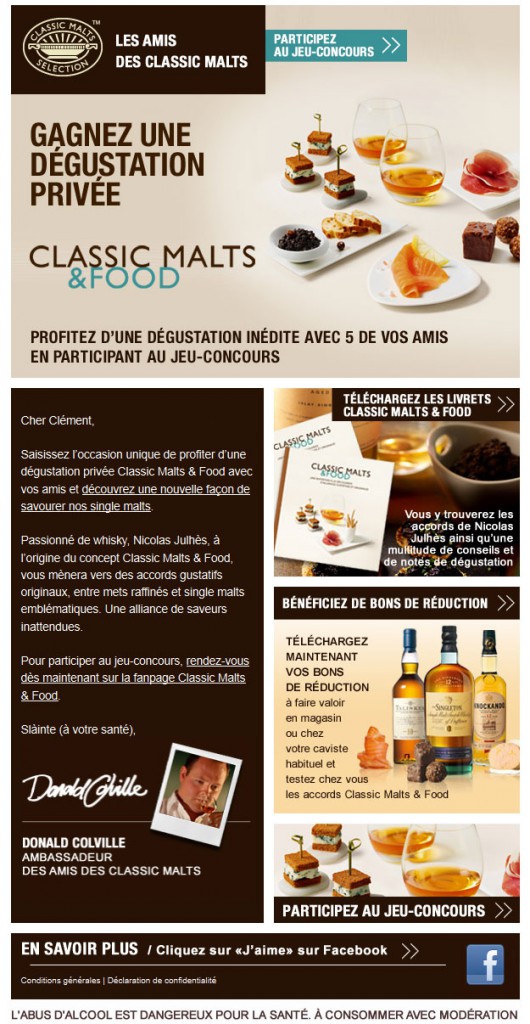 CLASSIC MALTS
SELECTION
TM
LES AMIS
DES CLASSIC MALTS
PARTICIPEZ
AU JEU-CONCOURS
GAGNEZ UNE
DÉGUSTATION
PRIVÉE
CLASSIC MALTS
&FOOD
PROFITEZ D'UNE DÉGUSTATION INÉDITE AVEC 5 DE VOS AMIS
EN PARTICIPANT AU JEU-CONCOURS
Cher Clément,
Saisissez l'occasion unique de profiter d'une
dégustation privée Classic Malts & Food avec
vos amis et découvrez une nouvelle façon de
savourer nos single malts.
Passionné de whisky, Nicolas Julhès, à
l'origine du concept Classic Malts & Food,
vous mènera vers des accords gustatifs
originaux, entre mets raffinés et single malts
emblématiques. Une alliance de saveurs
inattendues.
Pour participer au jeu-concours, rendez-vous
dès maintenant sur la fanpage Classic Malts
& Food.
Slàinte (à votre santé),
Donald Colville
DONALD COLVILLE
AMBASSADEUR
DES AMIS DES CLASSIC MALTS
TÉLÉCHARGEZ LES LIVRETS
CLASSIC MALTS & FOOD
CLASSIC MALTS
&FOOD
CLASSIC MALTS
&FOOD
Vous y trouverez les
accords de Nicolas
Julhès ainsi qu'une
multitude de conseils et
de notes de dégustation
BÉNÉFICIEZ DE BONS DE RÉDUCTION
TÉLÉCHARGEZ
MAINTENANT
VOS BONS
DE RÉDUCTION
à faire valoir
en magasin
ou chez
votre caviste
habituel et
testez chez vous
les accords Classic Malts & Food
TALISKER
SINGLETON
KNOCKANDO
PARTICIPEZ AU JEU-CONCOURS
EN SAVOIR PLUS / Cliquez sur «J'aime» sur Facebook
f
Conditions générales | Déclaration de confidentialité
L'ABUS D'ALCOOL EST DANGEREUX POUR LA SANTÉ. À CONSOMMER AVEC MODÉRATION